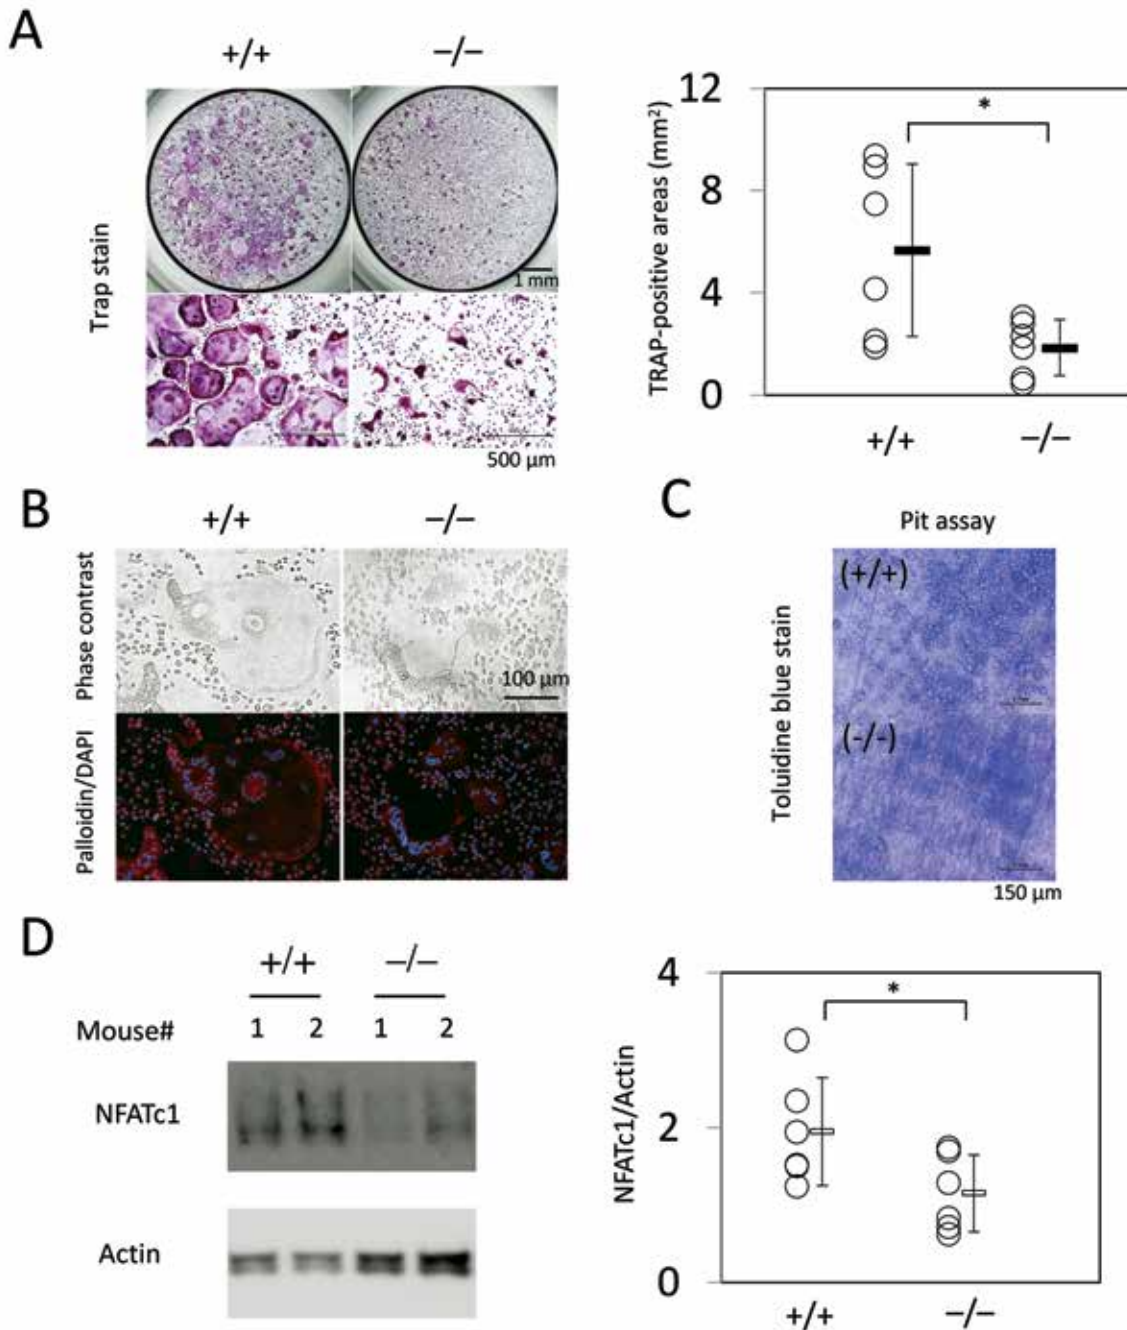 A
+/+ −/−
Trap stain
1 mm
500 µm
TRAP-positive areas (mm²)
12
8
4
0
*
+/+ −/−
B
+/+ −/−
Phase contrast
100 µm
Palloidin/DAPI
C
Pit assay
Toluidine blue stain
(+/+)
(-/-)
150 µm
D
+/+ −/−
Mouse# 1 2 1 2
NFATc1
Actin
NFATc1/Actin
4
2
0
*
+/+ −/−